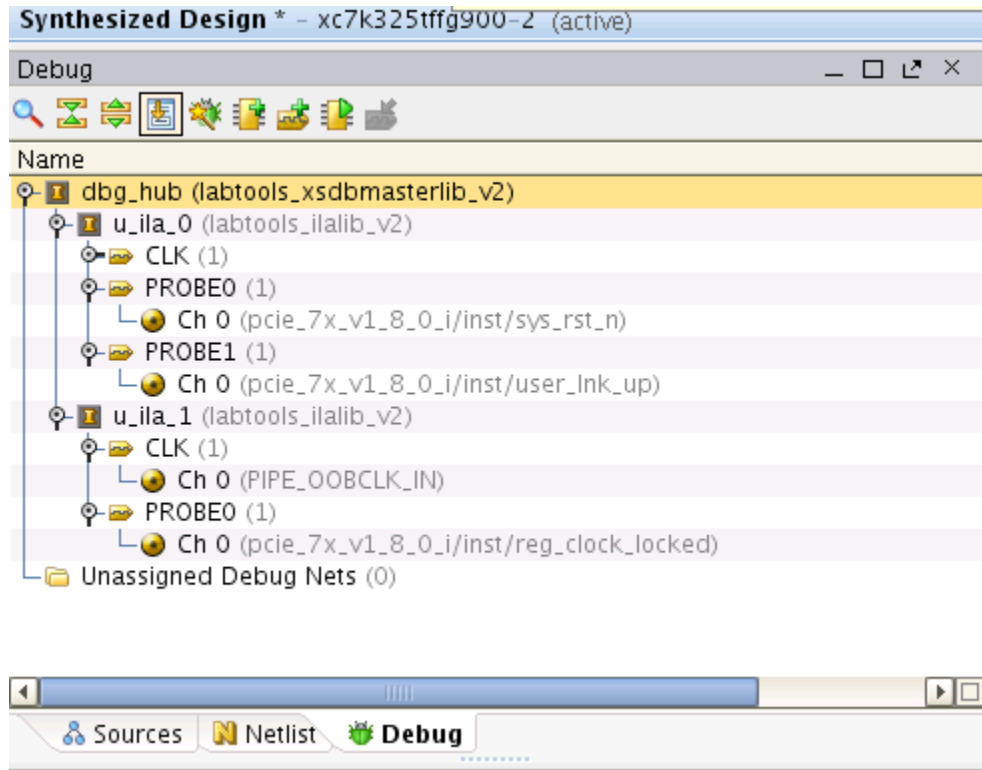 Synthesized Design * - xc7k325tffg900-2 (active)
Debug
Name
dbg_hub (labtools_xsdbmasterlib_v2)
u_ila_0 (labtools_ilalib_v2)
CLK (1)
PROBE0 (1)
Ch 0 (pcie_7x_v1_8_0_i/inst/sys_rst_n)
PROBE1 (1)
Ch 0 (pcie_7x_v1_8_0_i/inst/user_lnk_up)
u_ila_1 (labtools_ilalib_v2)
CLK (1)
Ch 0 (PIPE_OOBCLK_IN)
PROBE0 (1)
Ch 0 (pcie_7x_v1_8_0_i/inst/reg_clock_locked)
Unassigned Debug Nets (0)
Sources Netlist Debug